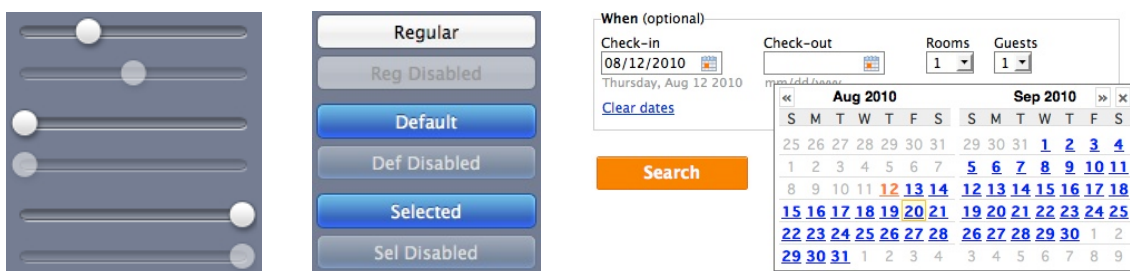 Regular
Reg Disabled
Default
Def Disabled
Selected
Sel Disabled
When (optional)
Check-in Check-out Rooms Guests
08/12/2010 1 1
Thursday, Aug 12 2010 mm/dd/yyyy
Clear dates
Search
« Aug 2010 Sep 2010 » x
S M T W T F S S M T W T F S
25 26 27 28 29 30 31 29 30 31 1 2 3 4
1 2 3 4 5 6 7 5 6 7 8 9 10 11
8 9 10 11 12 13 14 12 13 14 15 16 17 18
15 16 17 18 19 20 21 19 20 21 22 23 24 25
22 23 24 25 26 27 28 26 27 28 29 30 1 2
29 30 31 1 2 3 4 3 4 5 6 7 8 9